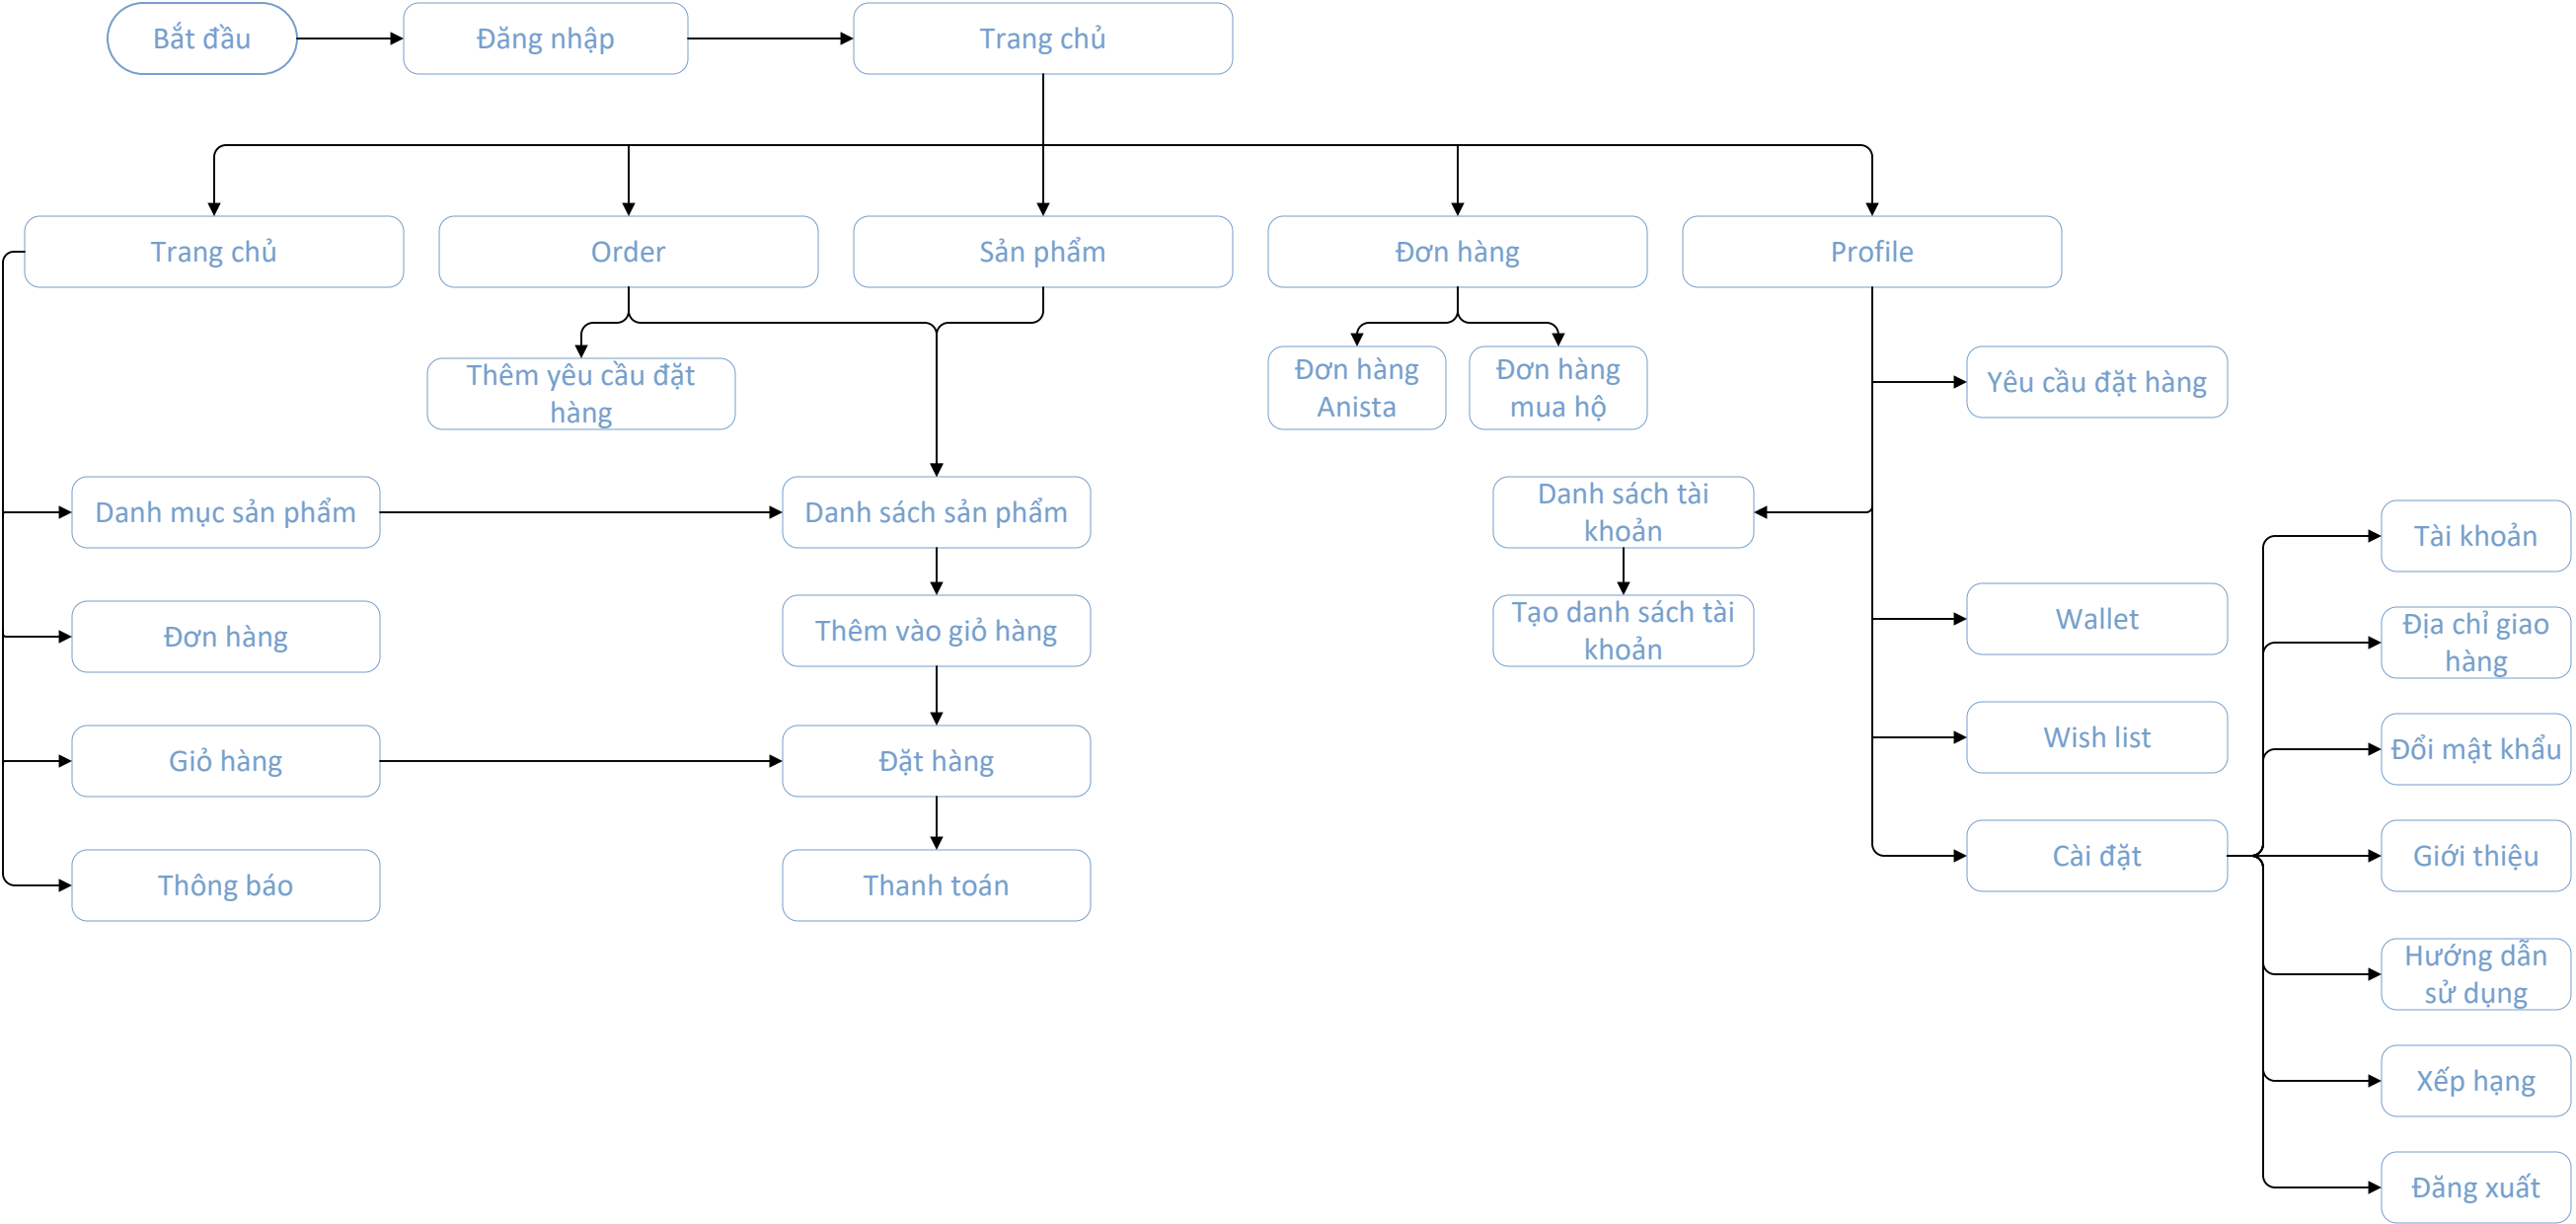 Bắt đầu
Đăng nhập
Trang chủ
Trang chủ
Order
Sản phẩm
Đơn hàng
Profile
Thêm yêu cầu đặt
hàng
Đơn hàng
Anista
Đơn hàng
mua hộ
Yêu cầu đặt hàng
Danh mục sản phẩm
Danh sách sản phẩm
Danh sách tài
khoản
Tài khoản
Đơn hàng
Thêm vào giỏ hàng
Tạo danh sách tài
khoản
Wallet
Địa chỉ giao
hàng
Giỏ hàng
Đặt hàng
Wish list
Đổi mật khẩu
Thông báo
Thanh toán
Cài đặt
Giới thiệu
Hướng dẫn
sử dụng
Xếp hạng
Đăng xuất